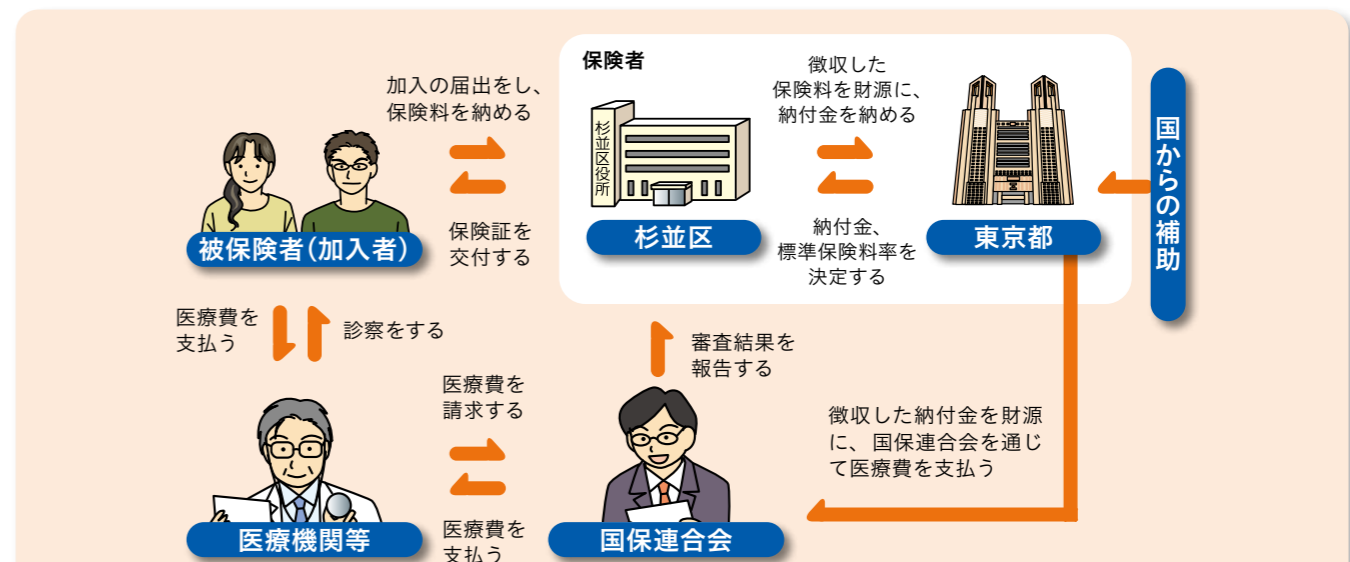 保険者
加入の届出をし、
保険料を納める
徴収した
保険料を財源に、
納付金を納める
杉並区役所
国からの補助
被保険者(加入者)
保険証を
交付する
杉並区
納付金、
標準保険料率を
決定する
東京都
医療費を
支払う
診察をする
審査結果を
報告する
医療費を
請求する
徴収した納付金を財源
に、国保連合会を通じ
て医療費を支払う
医療機関等
医療費を
支払う
国保連合会